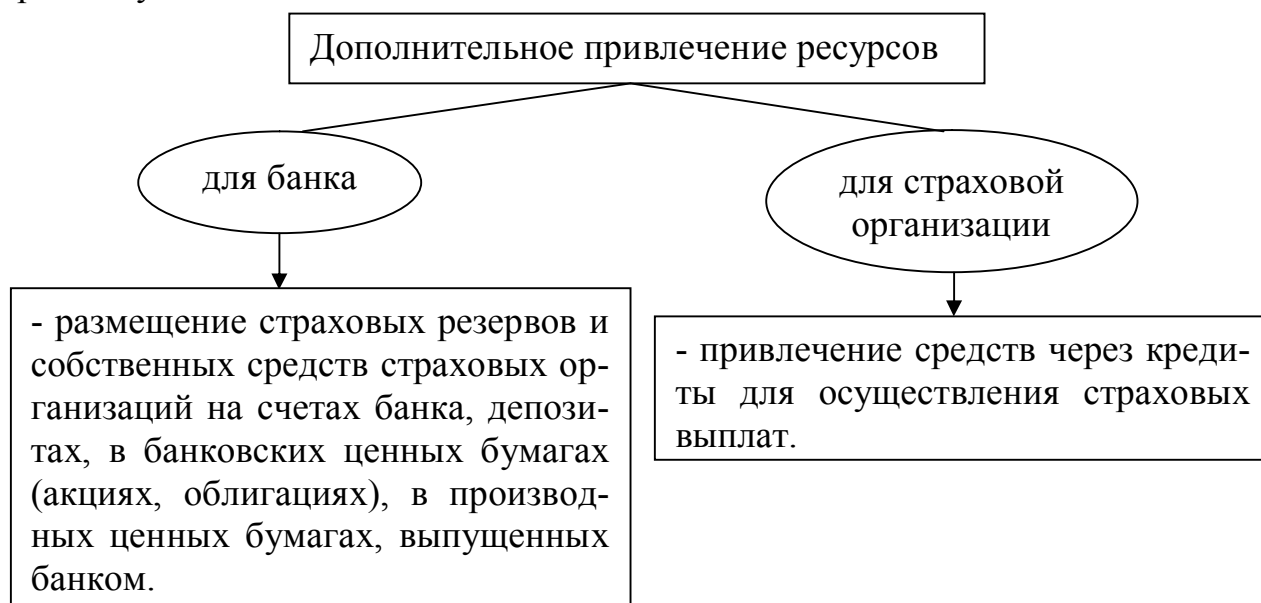 Дополнительное привлечение ресурсов
для банка
для страховой
организации
- размещение страховых резервов и
собственных средств страховых ор-
ганизаций на счетах банка, депози-
тах, в банковских ценных бумагах
(акциях, облигациях), в производ-
ных ценных бумагах, выпущенных
банком.
- привлечение средств через креди-
ты для осуществления страховых
выплат.